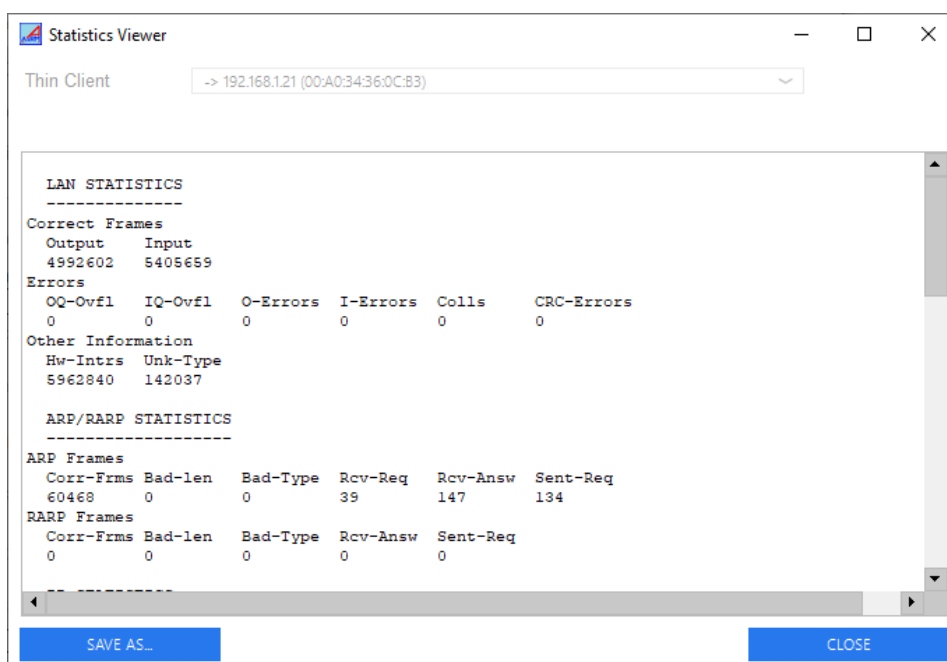 Statistics Viewer
Thin Client -> 192.168.1.21 (00:A0:34:36:0C:B3)
LAN STATISTICS
--------------
Correct Frames
Output Input
4992602 5405659
Errors
OQ-Ovfl IQ-Ovfl O-Errors I-Errors Colls CRC-Errors
0 0 0 0 0 0
Other Information
Hw-Intrs Unk-Type
5962840 142037
ARP/RARP STATISTICS
-------------------
ARP Frames
Corr-Frms Bad-len Bad-Type Rcv-Req Rcv-Answ Sent-Req
60468 0 0 39 147 134
RARP Frames
Corr-Frms Bad-len Bad-Type Rcv-Answ Sent-Req
0 0 0 0 0
SAVE AS... CLOSE